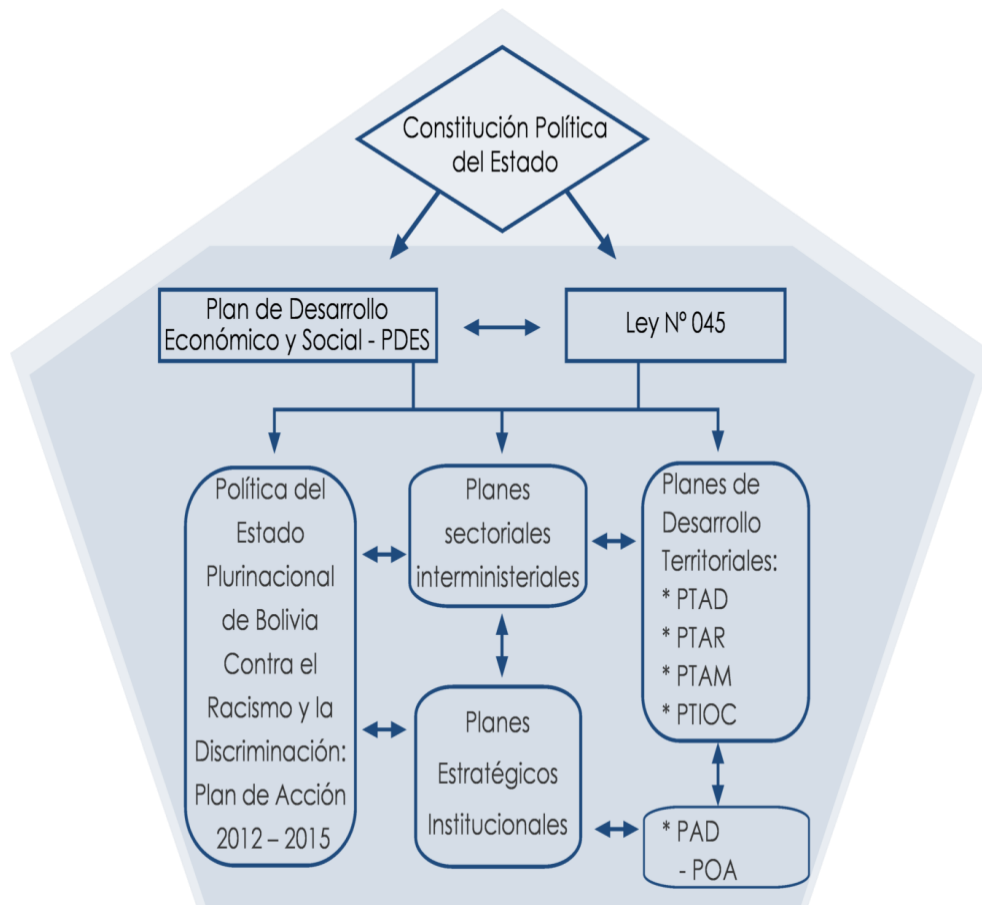 Constitución Política
del Estado
Plan de Desarrollo
Económico y Social - PDES
Ley Nº 045
Política del
Estado
Plurinacional
de Bolivia
Contra el
Racismo y la
Discriminación:
Plan de Acción
2012 – 2015
Planes
sectoriales
interministeriales
Planes de
Desarrollo
Territoriales:
* PTAD
* PTAR
* PTAM
* PTIOC
Planes
Estratégicos
Institucionales
* PAD
- POA